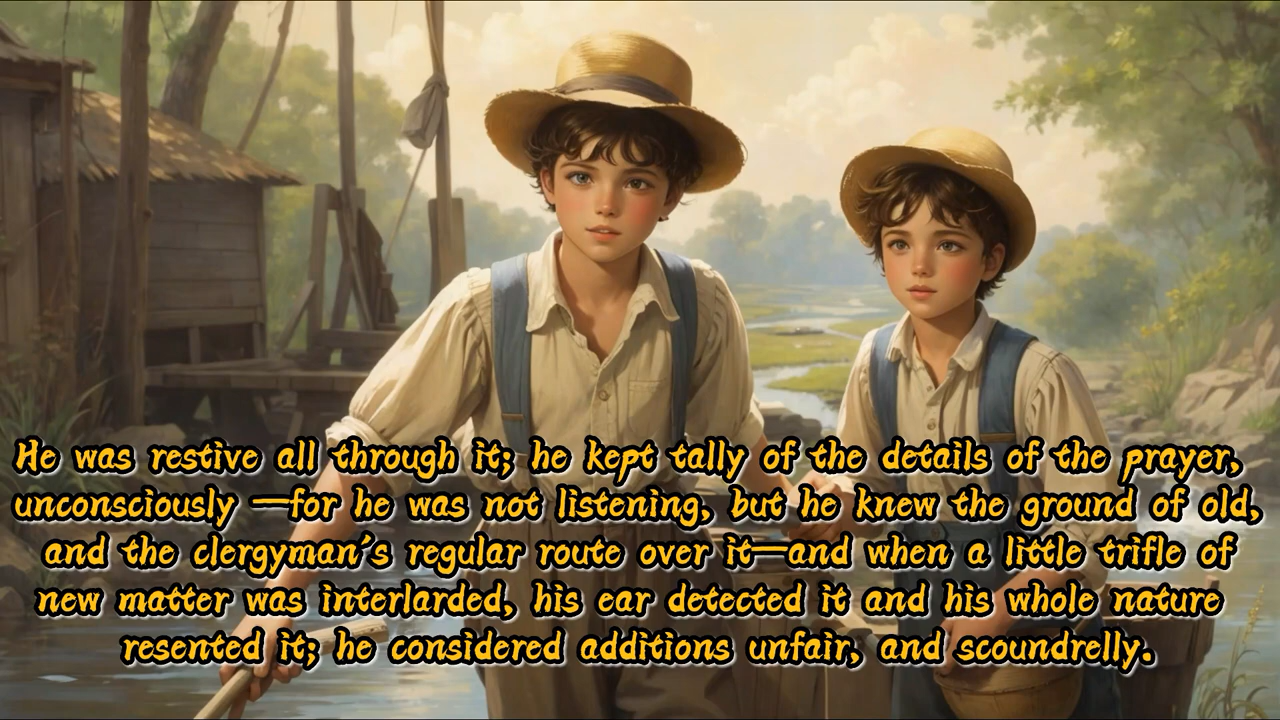 He was restive all through it; he kept tally of the details of the prayer,
unconsciously —for he was not listening, but he knew the ground of old,
and the clergyman's regular route over it—and when a little trifle of
new matter was interlarded, his ear detected it and his whole nature
resented it; he considered additions unfair, and scoundrelly.